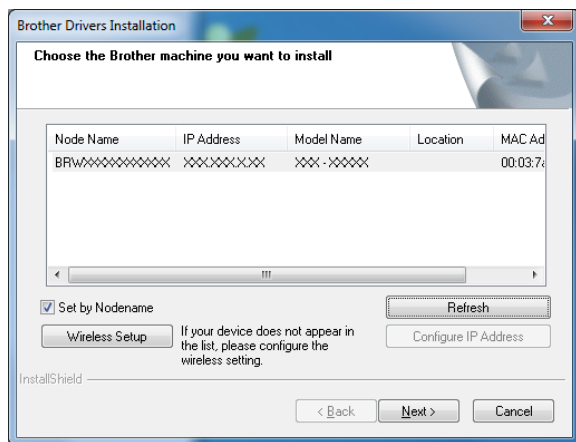 Brother Drivers Installation
Choose the Brother machine you want to install
Node Name IP Address Model Name Location MAC Ad
BRWXXXXXXXXXXXX XXX.XXX.X.XX XXX - XXXXX 00:03:7a
Set by Nodename
Refresh
Wireless Setup
If your device does not appear in
the list, please configure the
wireless setting.
Configure IP Address
InstallShield
< Back Next > Cancel